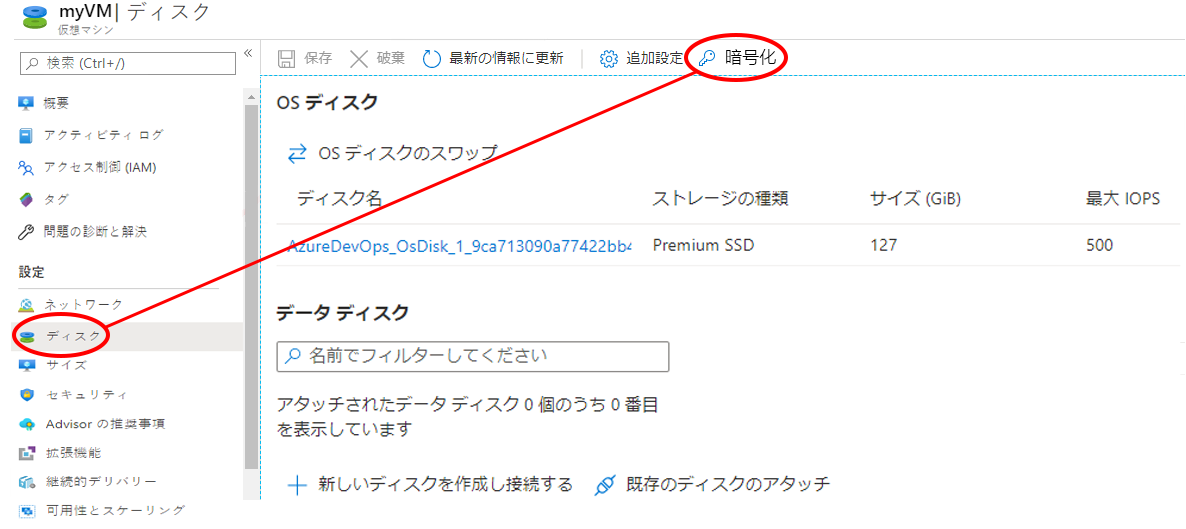 myVM | ディスク
仮想マシン
検索 (Ctrl+/)
«
保存 破棄 最新の情報に更新 追加設定 暗号化
概要
アクティビティ ログ
アクセス制御 (IAM)
タグ
問題の診断と解決
設定
ネットワーク
ディスク
サイズ
セキュリティ
Advisor の推奨事項
拡張機能
継続的デリバリー
可用性とスケーリング
OS ディスク
OS ディスクのスワップ
ディスク名 ストレージの種類 サイズ (GiB) 最大 IOPS
AzureDevOps_OsDisk_1_9ca713090a77422bb4 Premium SSD 127 500
データ ディスク
名前でフィルターしてください
アタッチされたデータ ディスク 0 個のうち 0 番目
を表示しています
新しいディスクを作成し接続する 既存のディスクのアタッチ